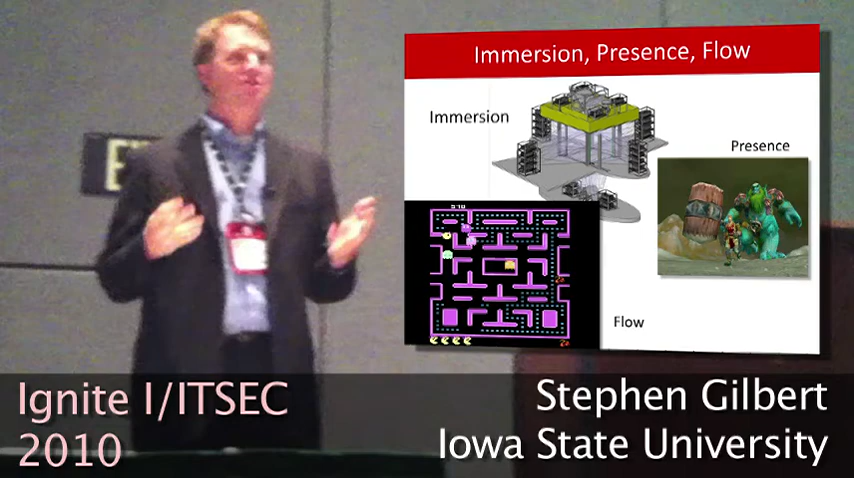 Immersion, Presence, Flow
Immersion
Presence
Flow
Ignite I/ITSEC
2010
Stephen Gilbert
Iowa State University